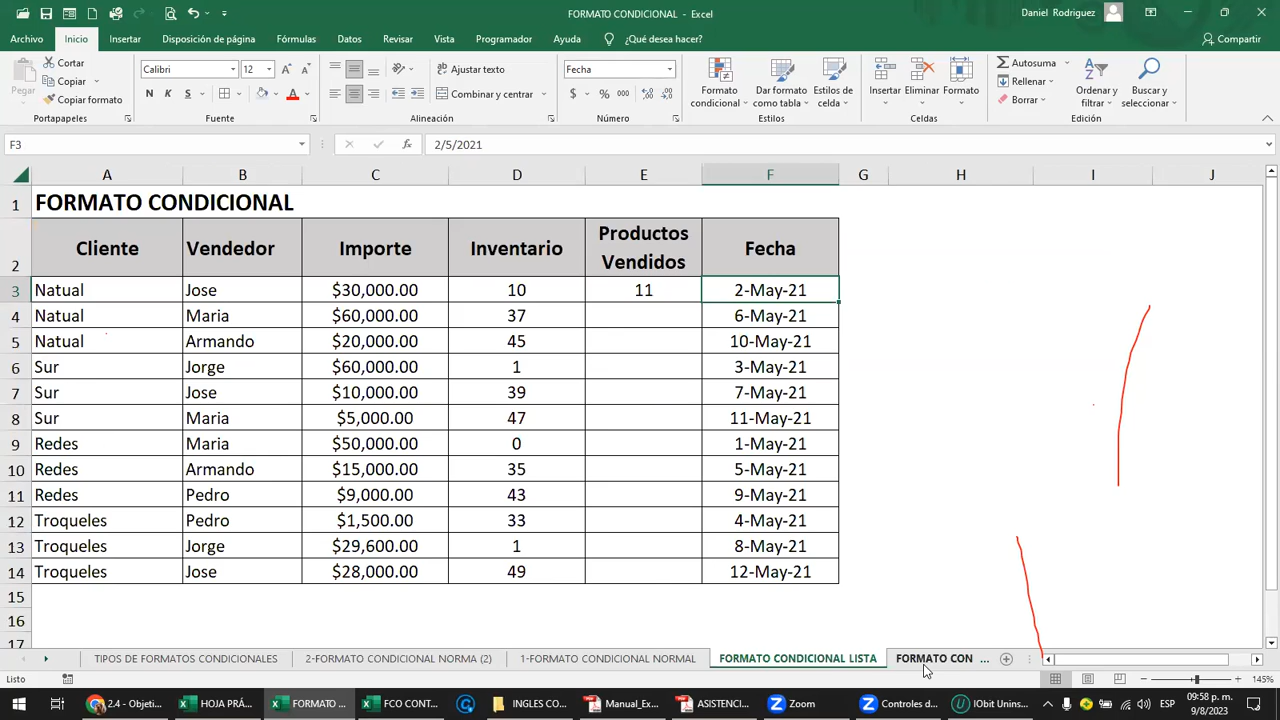 FORMATO CONDICIONAL - Excel
Daniel Rodriguez
Archivo Inicio Insertar Disposición de página Fórmulas Datos Revisar Vista Programador Ayuda ¿Qué desea hacer? Compartir
Pegar
Cortar
Copiar
Copiar formato
Calibri 12
N K S A
Ajustar texto
Combinar y centrar
Fecha
$ % 000
Formato condicional
Dar formato como tabla
Estilos de celda
Insertar Eliminar Formato
Autosuma
Rellenar
Borrar
Ordenar y filtrar
Buscar y seleccionar
Portapapeles Fuente Alineación Número Estilos Celdas Edición
F3 fx 2/5/2021
A B C D E F G H I J
1 FORMATO CONDICIONAL
2 Cliente Vendedor Importe Inventario Productos Vendidos Fecha
3 Natual Jose $30,000.00 10 11 2-May-21
4 Natual Maria $60,000.00 37 6-May-21
5 Natual Armando $20,000.00 45 10-May-21
6 Sur Jorge $60,000.00 1 3-May-21
7 Sur Jose $10,000.00 39 7-May-21
8 Sur Maria $5,000.00 47 11-May-21
9 Redes Maria $50,000.00 0 1-May-21
10 Redes Armando $15,000.00 35 5-May-21
11 Redes Pedro $9,000.00 43 9-May-21
12 Troqueles Pedro $1,500.00 33 4-May-21
13 Troqueles Jorge $29,600.00 1 8-May-21
14 Troqueles Jose $28,000.00 49 12-May-21
15
16
17
TIPOS DE FORMATOS CONDICIONALES 2-FORMATO CONDICIONAL NORMA (2) 1-FORMATO CONDICIONAL NORMAL FORMATO CONDICIONAL LISTA FORMATO CON ...
Listo 145%
2.4 - Objeti... HOJA PRÁ... FORMATO ... FCO CONT... INGLES CO... Manual_Ex... ASISTENCI... Zoom Controles d... IObit Unins... ESP 09:58 p. m.
9/8/2023